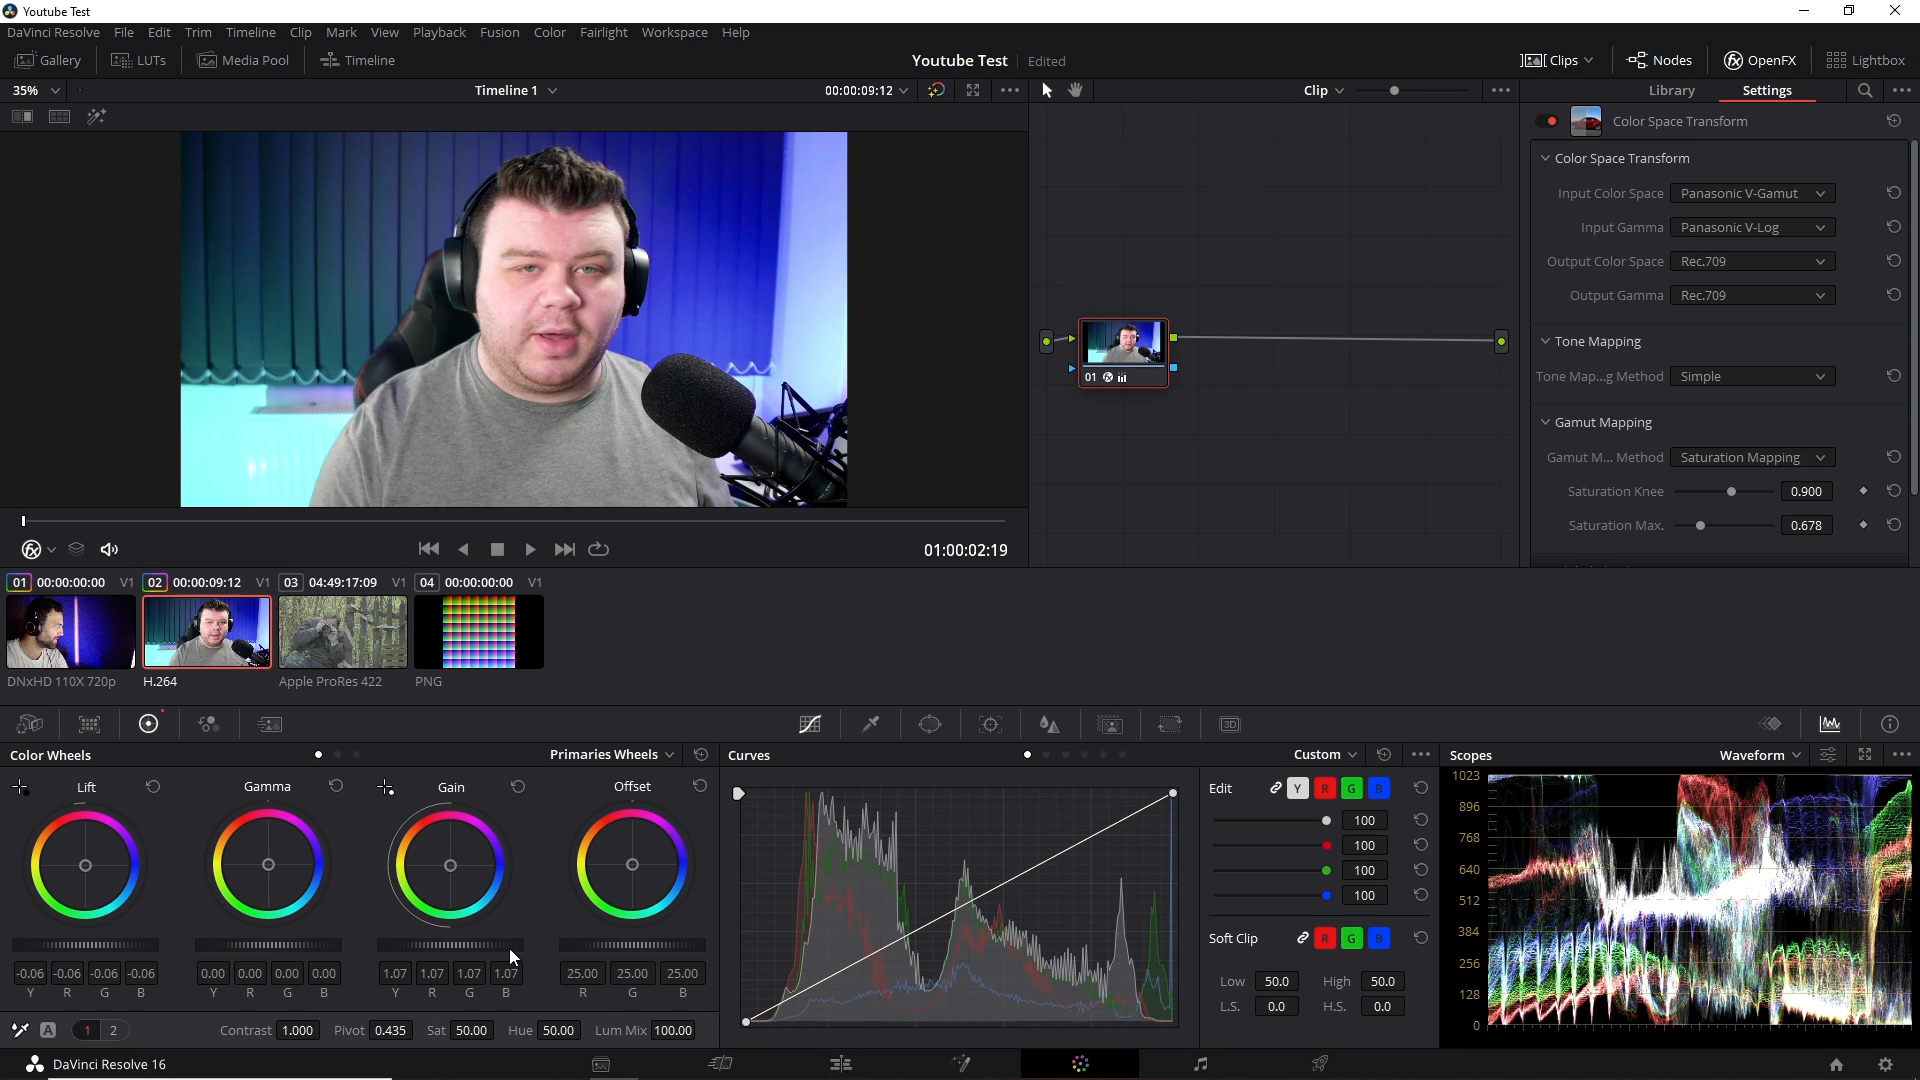 Youtube Test
DaVinci Resolve File Edit Trim Timeline Clip Mark View Playback Fusion Color Fairlight Workspace Help
Gallery LUTs Media Pool Timeline Youtube Test Edited Clips Nodes OpenFX Lightbox
35% Timeline 1 00:00:09:12 Clip Library Settings
Color Space Transform
Color Space Transform
Input Color Space Panasonic V-Gamut
Input Gamma Panasonic V-Log
Output Color Space Rec.709
Output Gamma Rec.709
Tone Mapping
Tone Map...g Method Simple
01
Gamut Mapping
Gamut M... Method Saturation Mapping
Saturation Knee 0.900
Saturation Max. 0.678
01:00:02:19
01 00:00:00:00 V1 02 00:00:09:12 V1 03 04:49:17:09 V1 04 00:00:00:00 V1
DNxHD 110X 720p H.264 Apple ProRes 422 PNG
3D
Color Wheels Primaries Wheels Curves Custom Scopes Waveform
Lift Gamma Gain Offset
Edit Y R G B
100
100
100
100
Soft Clip R G B
Low 50.0 High 50.0
L.S. 0.0 H.S. 0.0
-0.06 -0.06 -0.06 -0.06 0.00 0.00 0.00 0.00 1.07 1.07 1.07 1.07 25.00 25.00 25.00
Y R G B Y R G B Y R G B R G B
A 1 2 Contrast 1.000 Pivot 0.435 Sat 50.00 Hue 50.00 Lum Mix 100.00
1023
896
768
640
512
384
256
128
0
DaVinci Resolve 16